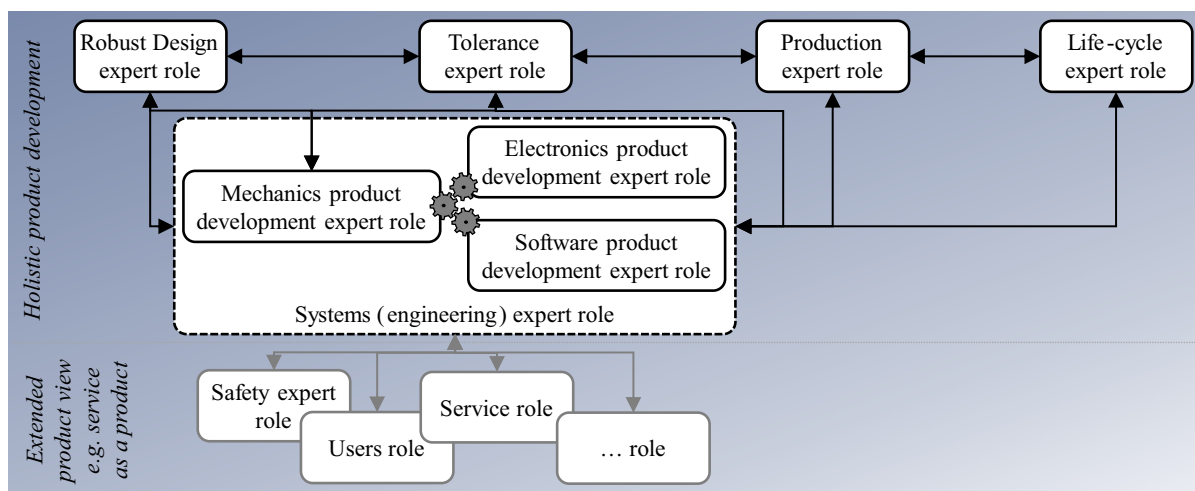 Holistic product development
Robust Design
expert role
Tolerance
expert role
Production
expert role
Life-cycle
expert role
Mechanics product
development expert role
Electronics product
development expert role
Software product
development expert role
Systems (engineering) expert role
Extended
product view
e.g. service
as a product
Safety expert
role
Users role
Service role
… role